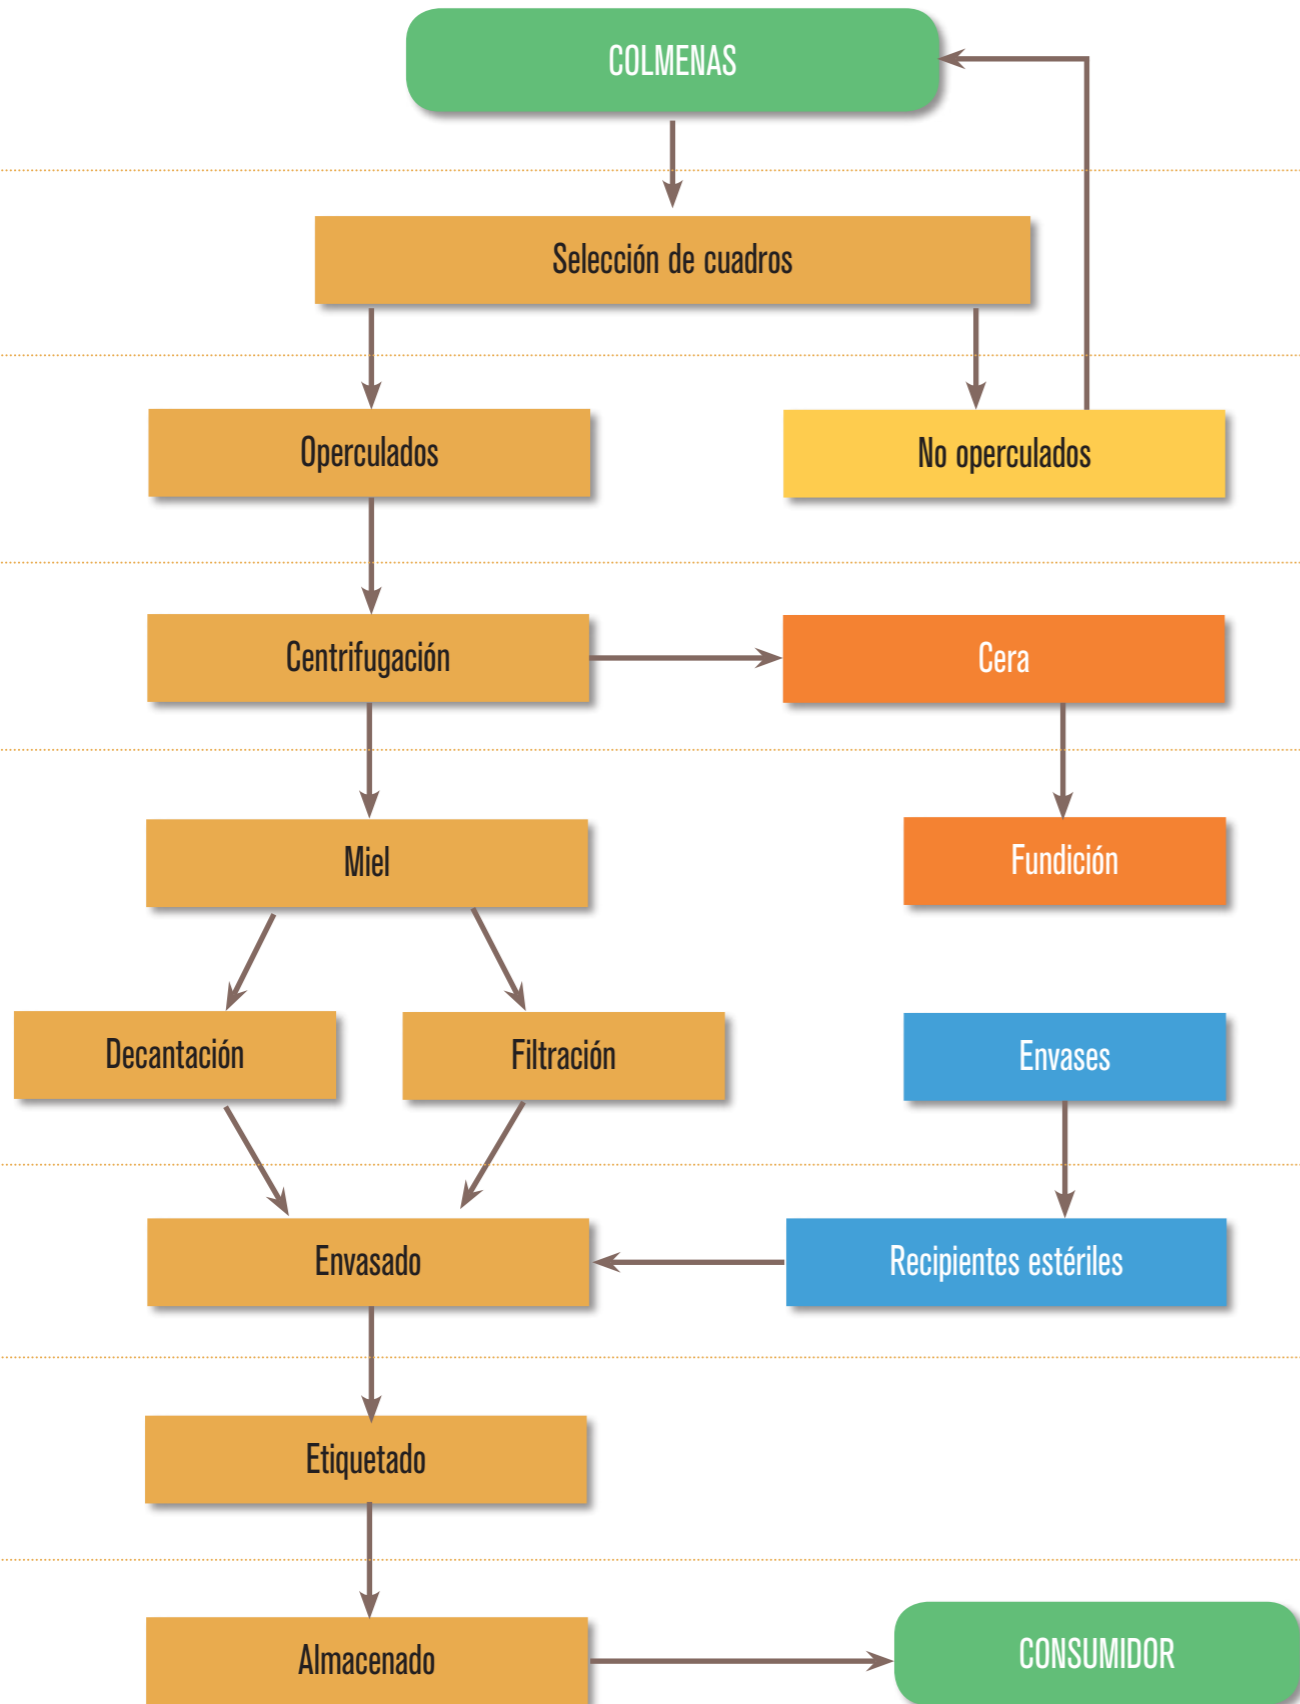 COLMENAS
Selección de cuadros
Operculados
No operculados
Centrifugación
Cera
Miel
Fundición
Decantación
Filtración
Envases
Envasado
Recipientes estériles
Etiquetado
Almacenado
CONSUMIDOR